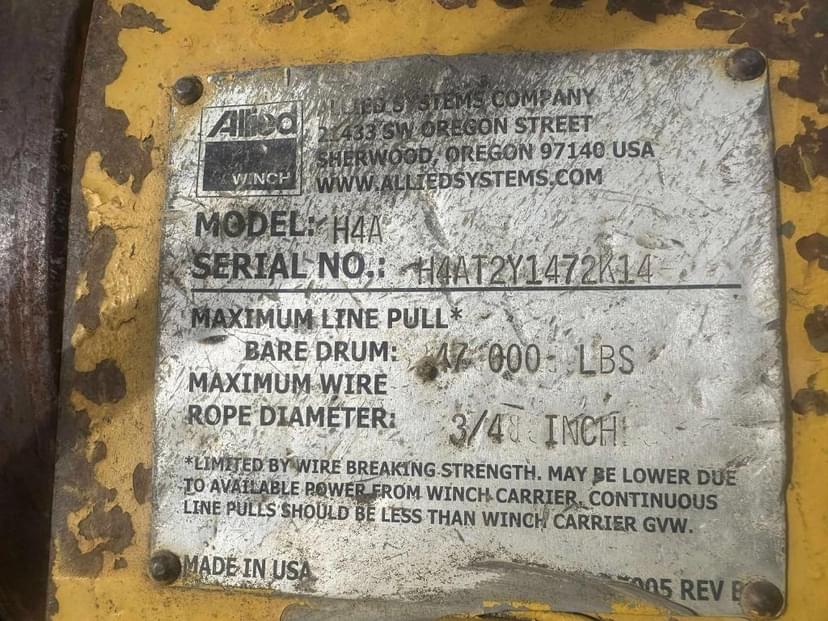 Allied
WINCH
ALLIED SYSTEMS COMPANY
21433 SW OREGON STREET
SHERWOOD, OREGON 97140 USA
WWW.ALLIEDSYSTEMS.COM
MODEL: H4A
SERIAL NO.: H4AT2Y1472K14
MAXIMUM LINE PULL*
BARE DRUM: 47 000 LBS
MAXIMUM WIRE
ROPE DIAMETER: 3/4 INCH
*LIMITED BY WIRE BREAKING STRENGTH. MAY BE LOWER DUE
TO AVAILABLE POWER FROM WINCH CARRIER. CONTINUOUS
LINE PULLS SHOULD BE LESS THAN WINCH CARRIER GVW.
MADE IN USA
005 REV